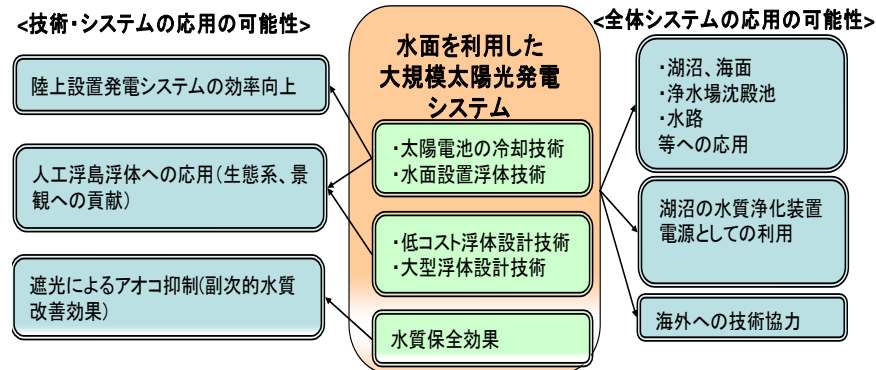 <技術・システムの応用の可能性>
陸上設置発電システムの効率向上
人工浮島浮体への応用(生態系、景
観への貢献)
遮光によるアオコ抑制(副次的水質
改善効果)
水面を利用した
大規模太陽光発電
システム
・太陽電池の冷却技術
・水面設置浮体技術
・低コスト浮体設計技術
・大型浮体設計技術
水質保全効果
<全体システムの応用の可能性>
・湖沼、海面
・浄水場沈殿池
・水路
等への応用
湖沼の水質浄化装置
電源としての利用
海外への技術協力